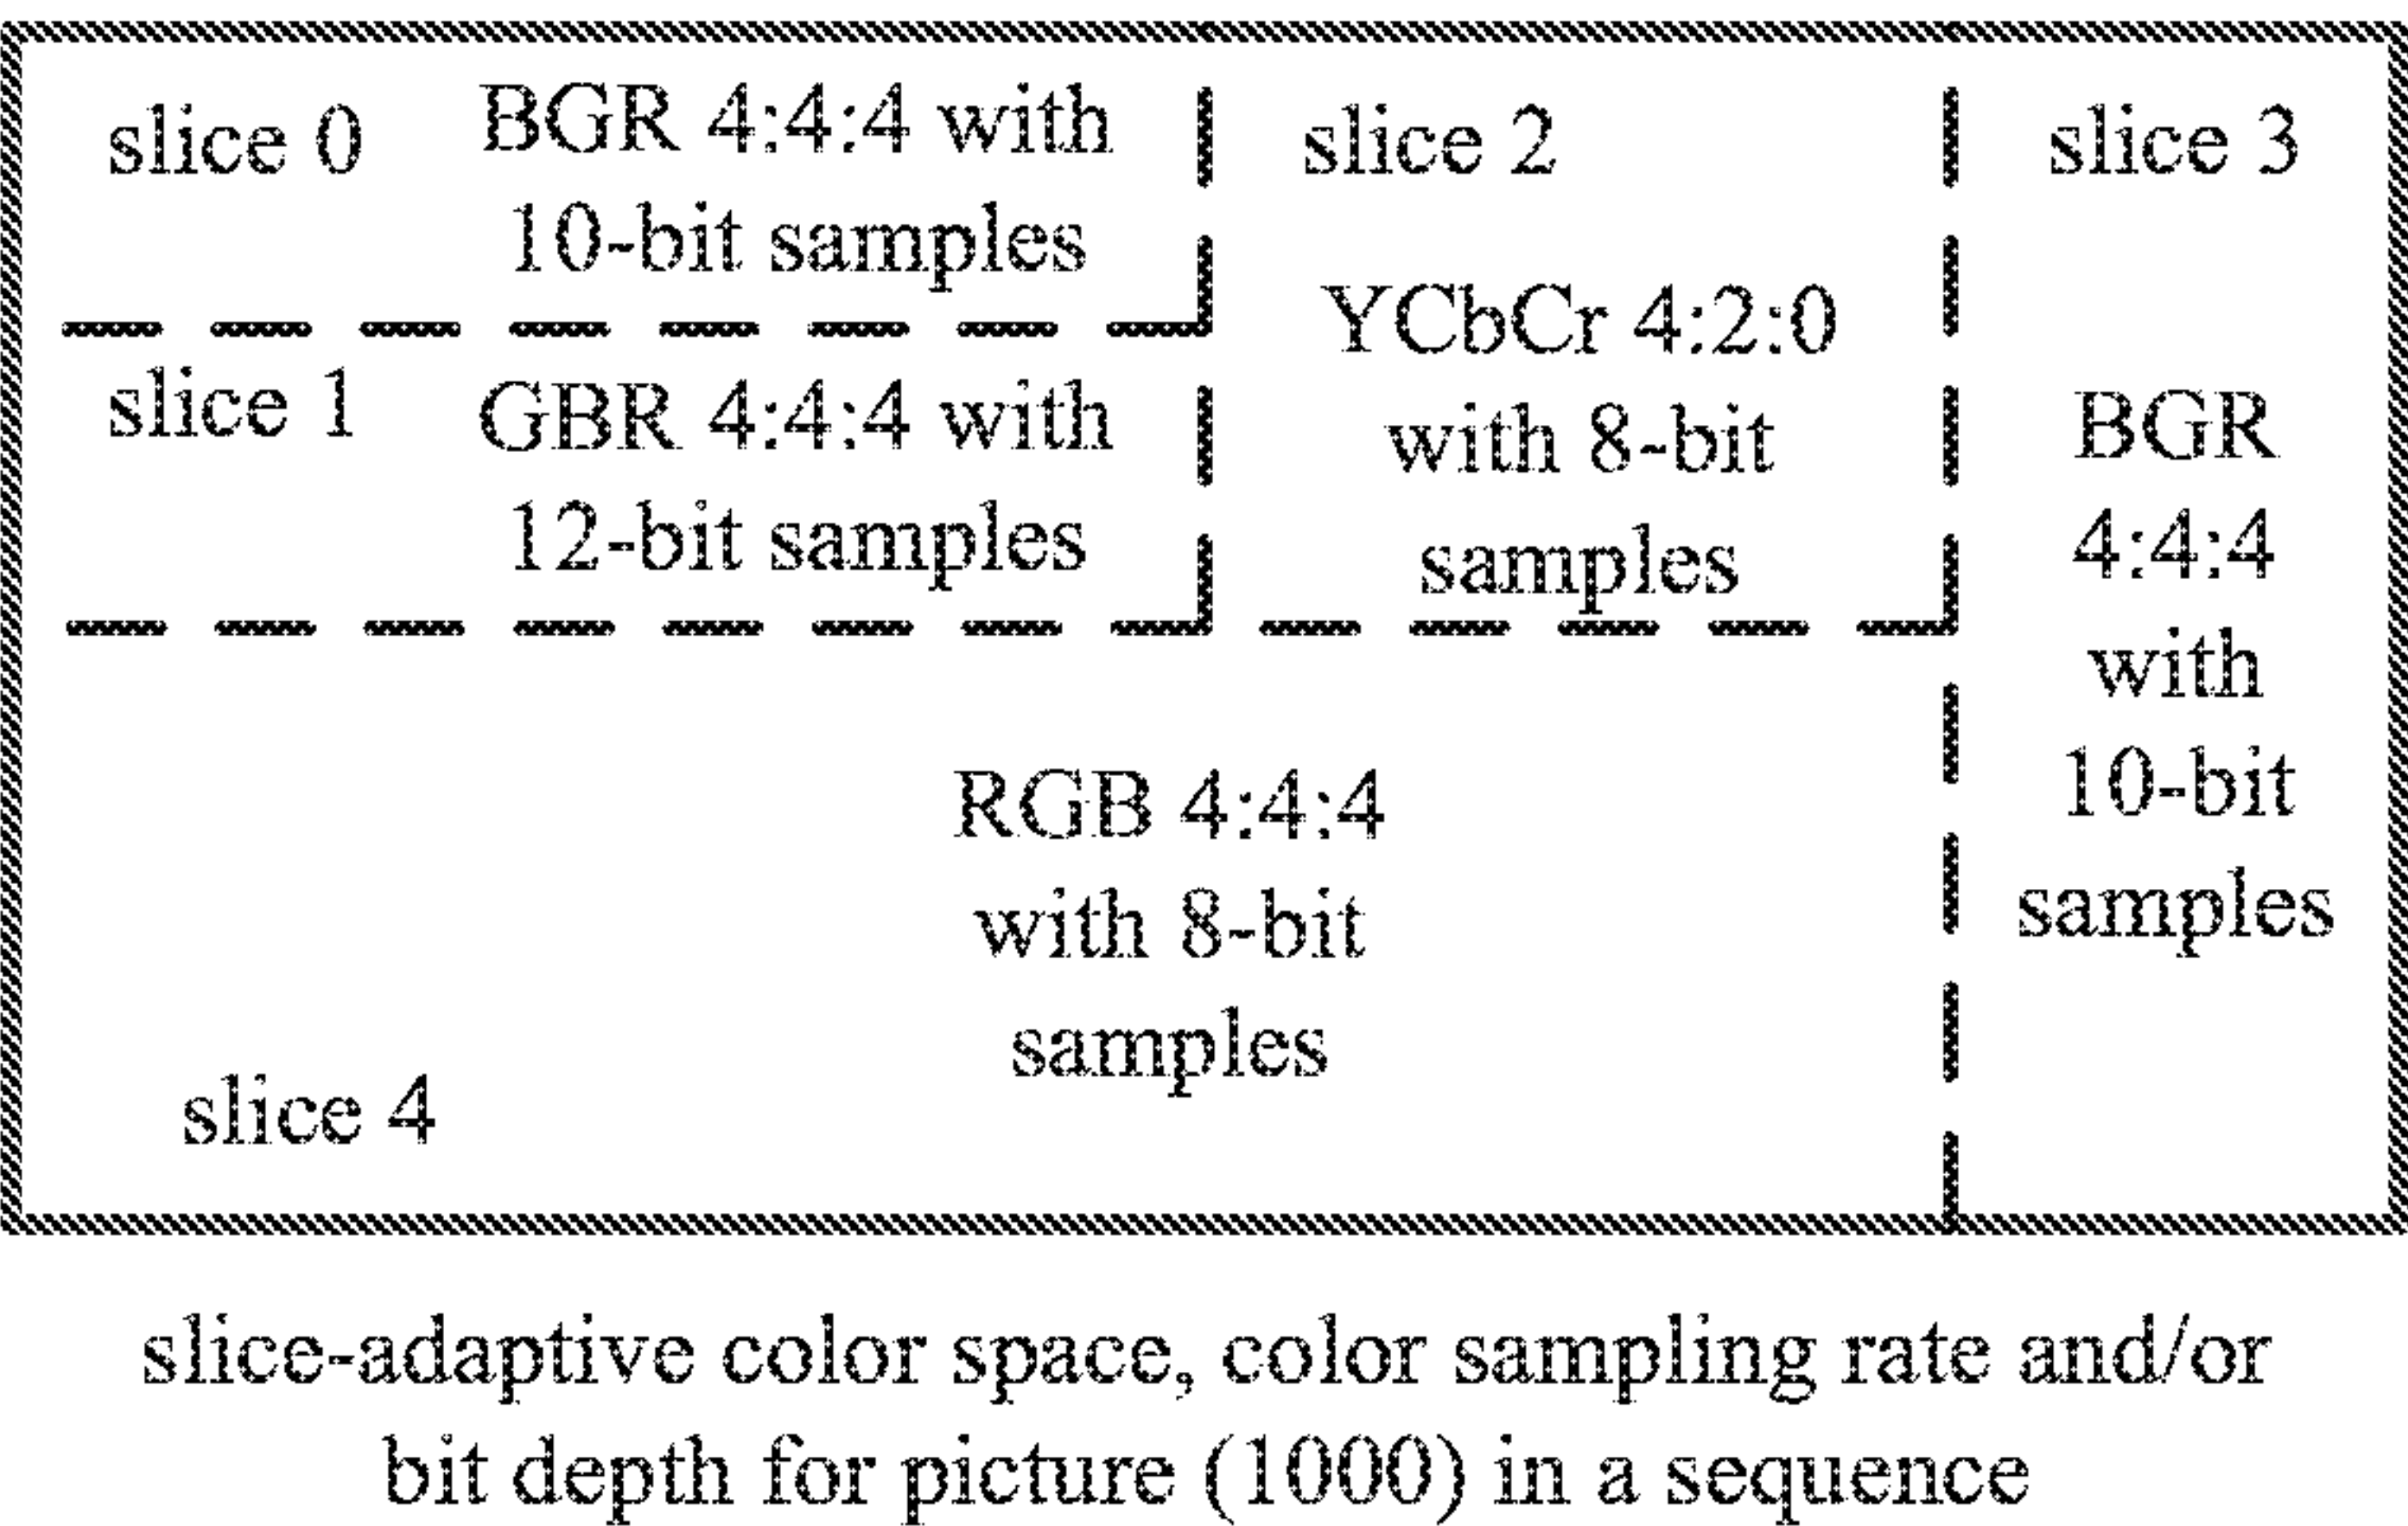 slice 0
BGR 4:4:4 with
10-bit samples
slice 1
GBR 4:4:4 with
12-bit samples
slice 2
YCbCr 4:2:0
with 8-bit
samples
slice 3
BGR
4:4:4
with
10-bit
samples
RGB 4:4:4
with 8-bit
samples
slice 4
slice-adaptive color space, color sampling rate and/or
bit depth for picture (1000) in a sequence